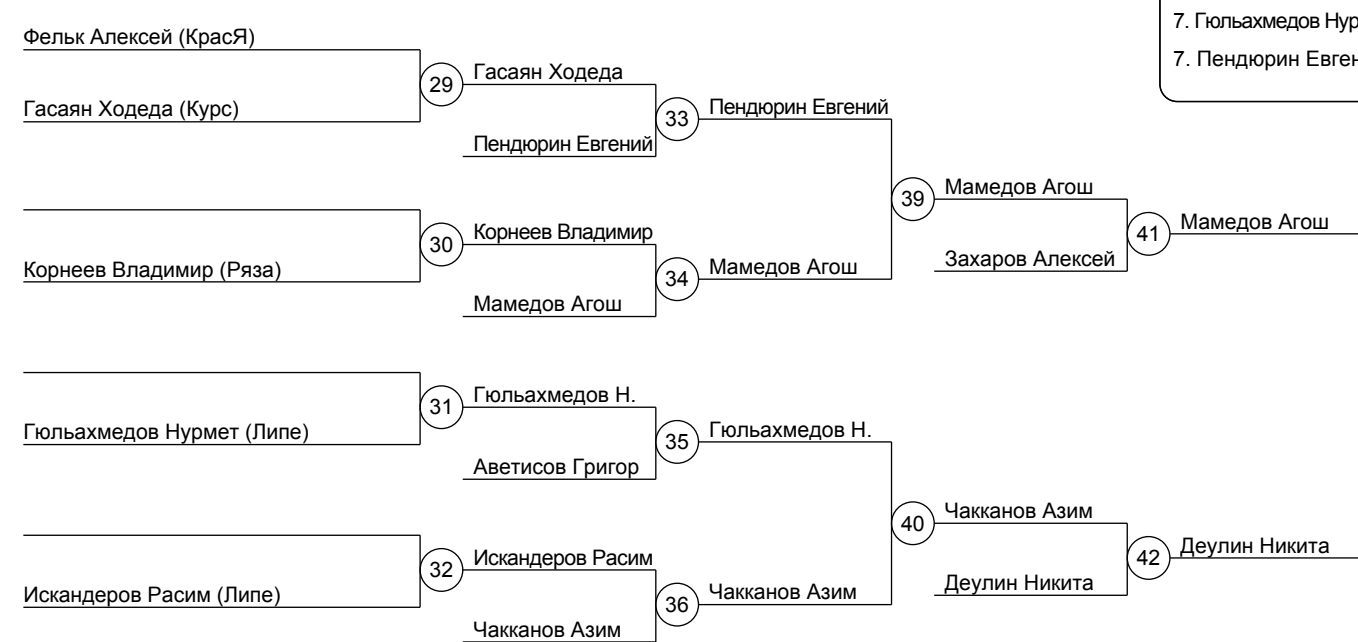 7. Гюльахмедов Нур
7. Пендюрин Евген
Фельк Алексей (КрасЯ)
29
Гасаян Ходеда
Гасаян Ходеда (Курс)
33
Пендюрин Евгений
Пендюрин Евгений
39
Мамедов Агош
30
Корнеев Владимир
41
Мамедов Агош
Корнеев Владимир (Ряза)
34
Мамедов Агош
Захаров Алексей
Мамедов Агош
31
Гюльахмедов Н.
Гюльахмедов Нурмет (Липе)
35
Гюльахмедов Н.
Аветисов Григор
40
Чакканов Азим
32
Искандеров Расим
42
Деулин Никита
Искандеров Расим (Липе)
36
Чакканов Азим
Деулин Никита
Чакканов Азим